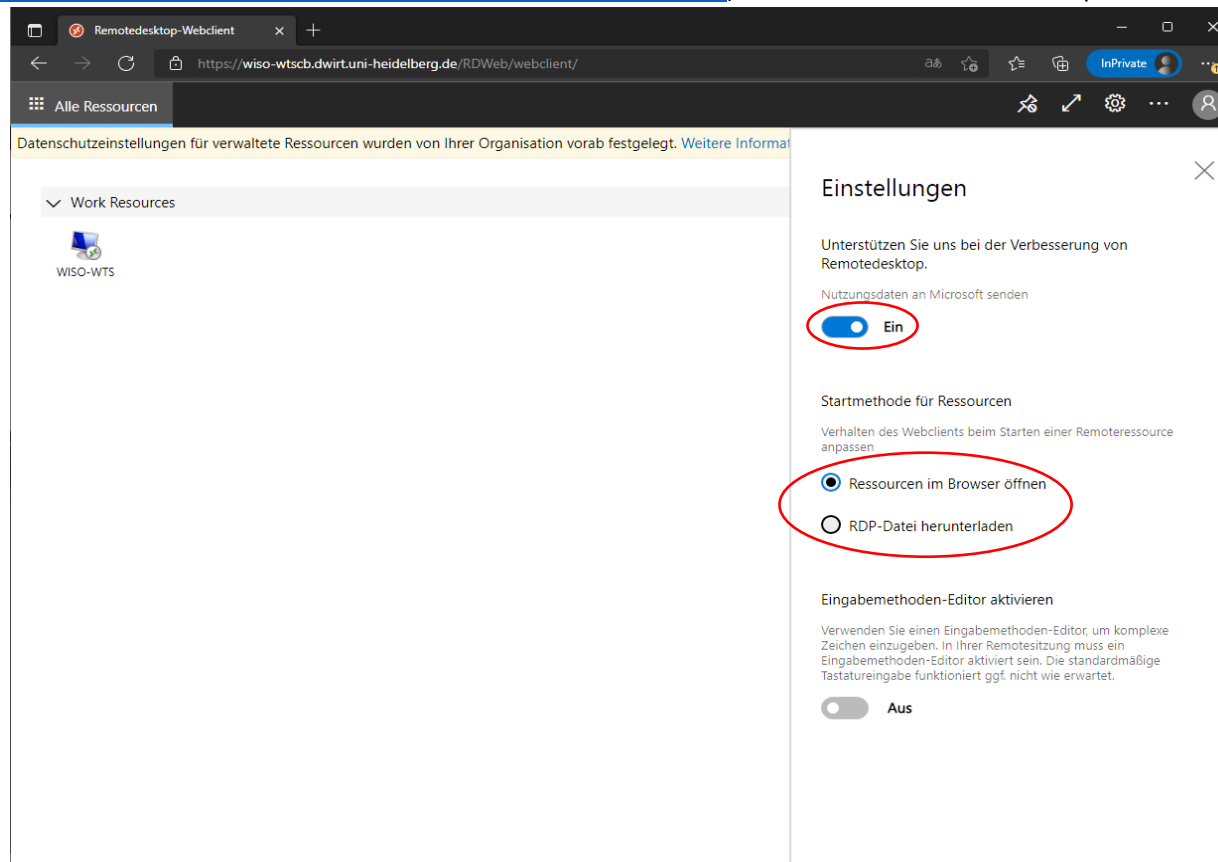 Remotedesktop-Webclient
https://wiso-wtscb.dwirt.uni-heidelberg.de/RDWeb/webclient/
aあ
InPrivate
Alle Ressourcen
Datenschutzeinstellungen für verwaltete Ressourcen wurden von Ihrer Organisation vorab festgelegt. Weitere Informat
Work Resources
WISO-WTS
Einstellungen
Unterstützen Sie uns bei der Verbesserung von
Remotedesktop.
Nutzungsdaten an Microsoft senden
Ein
Startmethode für Ressourcen
Verhalten des Webclients beim Starten einer Remoteressource
anpassen
Ressourcen im Browser öffnen
RDP-Datei herunterladen
Eingabemethoden-Editor aktivieren
Verwenden Sie einen Eingabemethoden-Editor, um komplexe
Zeichen einzugeben. In Ihrer Remotesitzung muss ein
Eingabemethoden-Editor aktiviert sein. Die standardmäßige
Tastatureingabe funktioniert ggf. nicht wie erwartet.
Aus